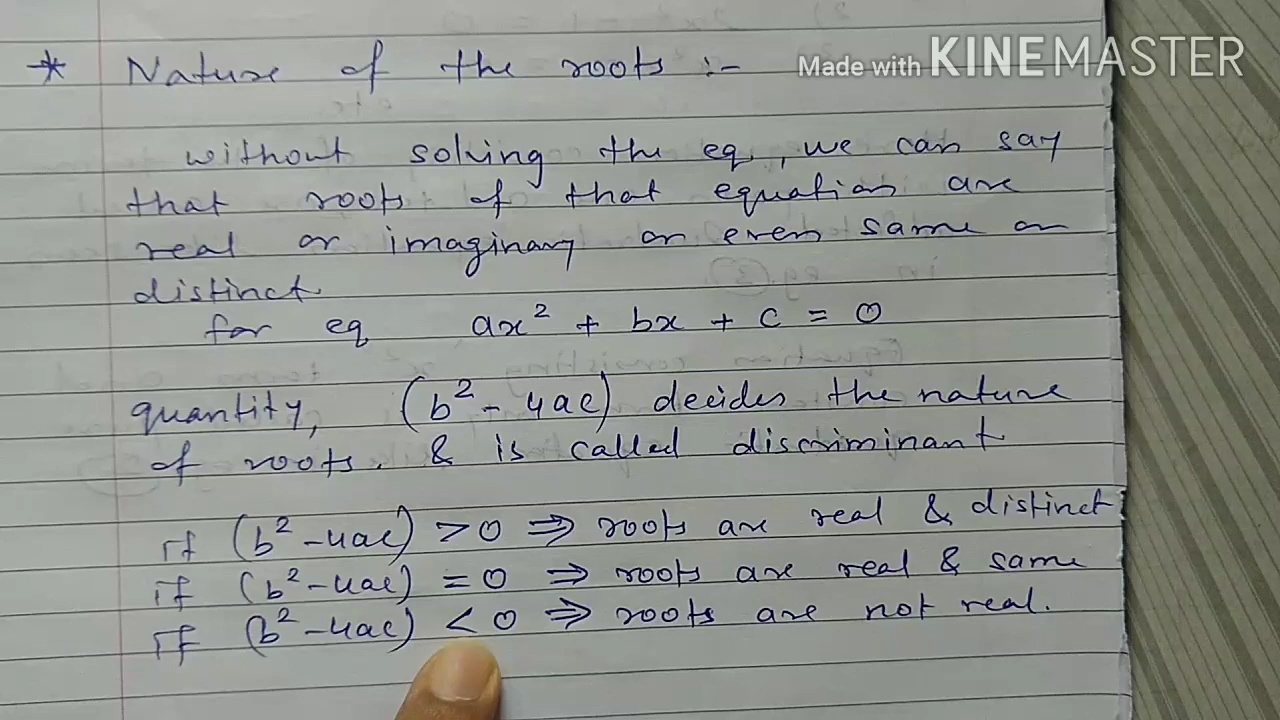 Made with KINEMASTER
* Nature of the roots :-
without solving the eq, we can say
that roots of that equation are
real or imaginary or even same or
distinct
for eq ax² + bx + c = 0
quantity, (b² - 4ac) decides the nature
of roots. & is called discriminant
if (b² - 4ac) > 0 ⇒ roots are real & distinct
if (b² - 4ac) = 0 ⇒ roots are real & same
if (b² - 4ac) < 0 ⇒ roots are not real.